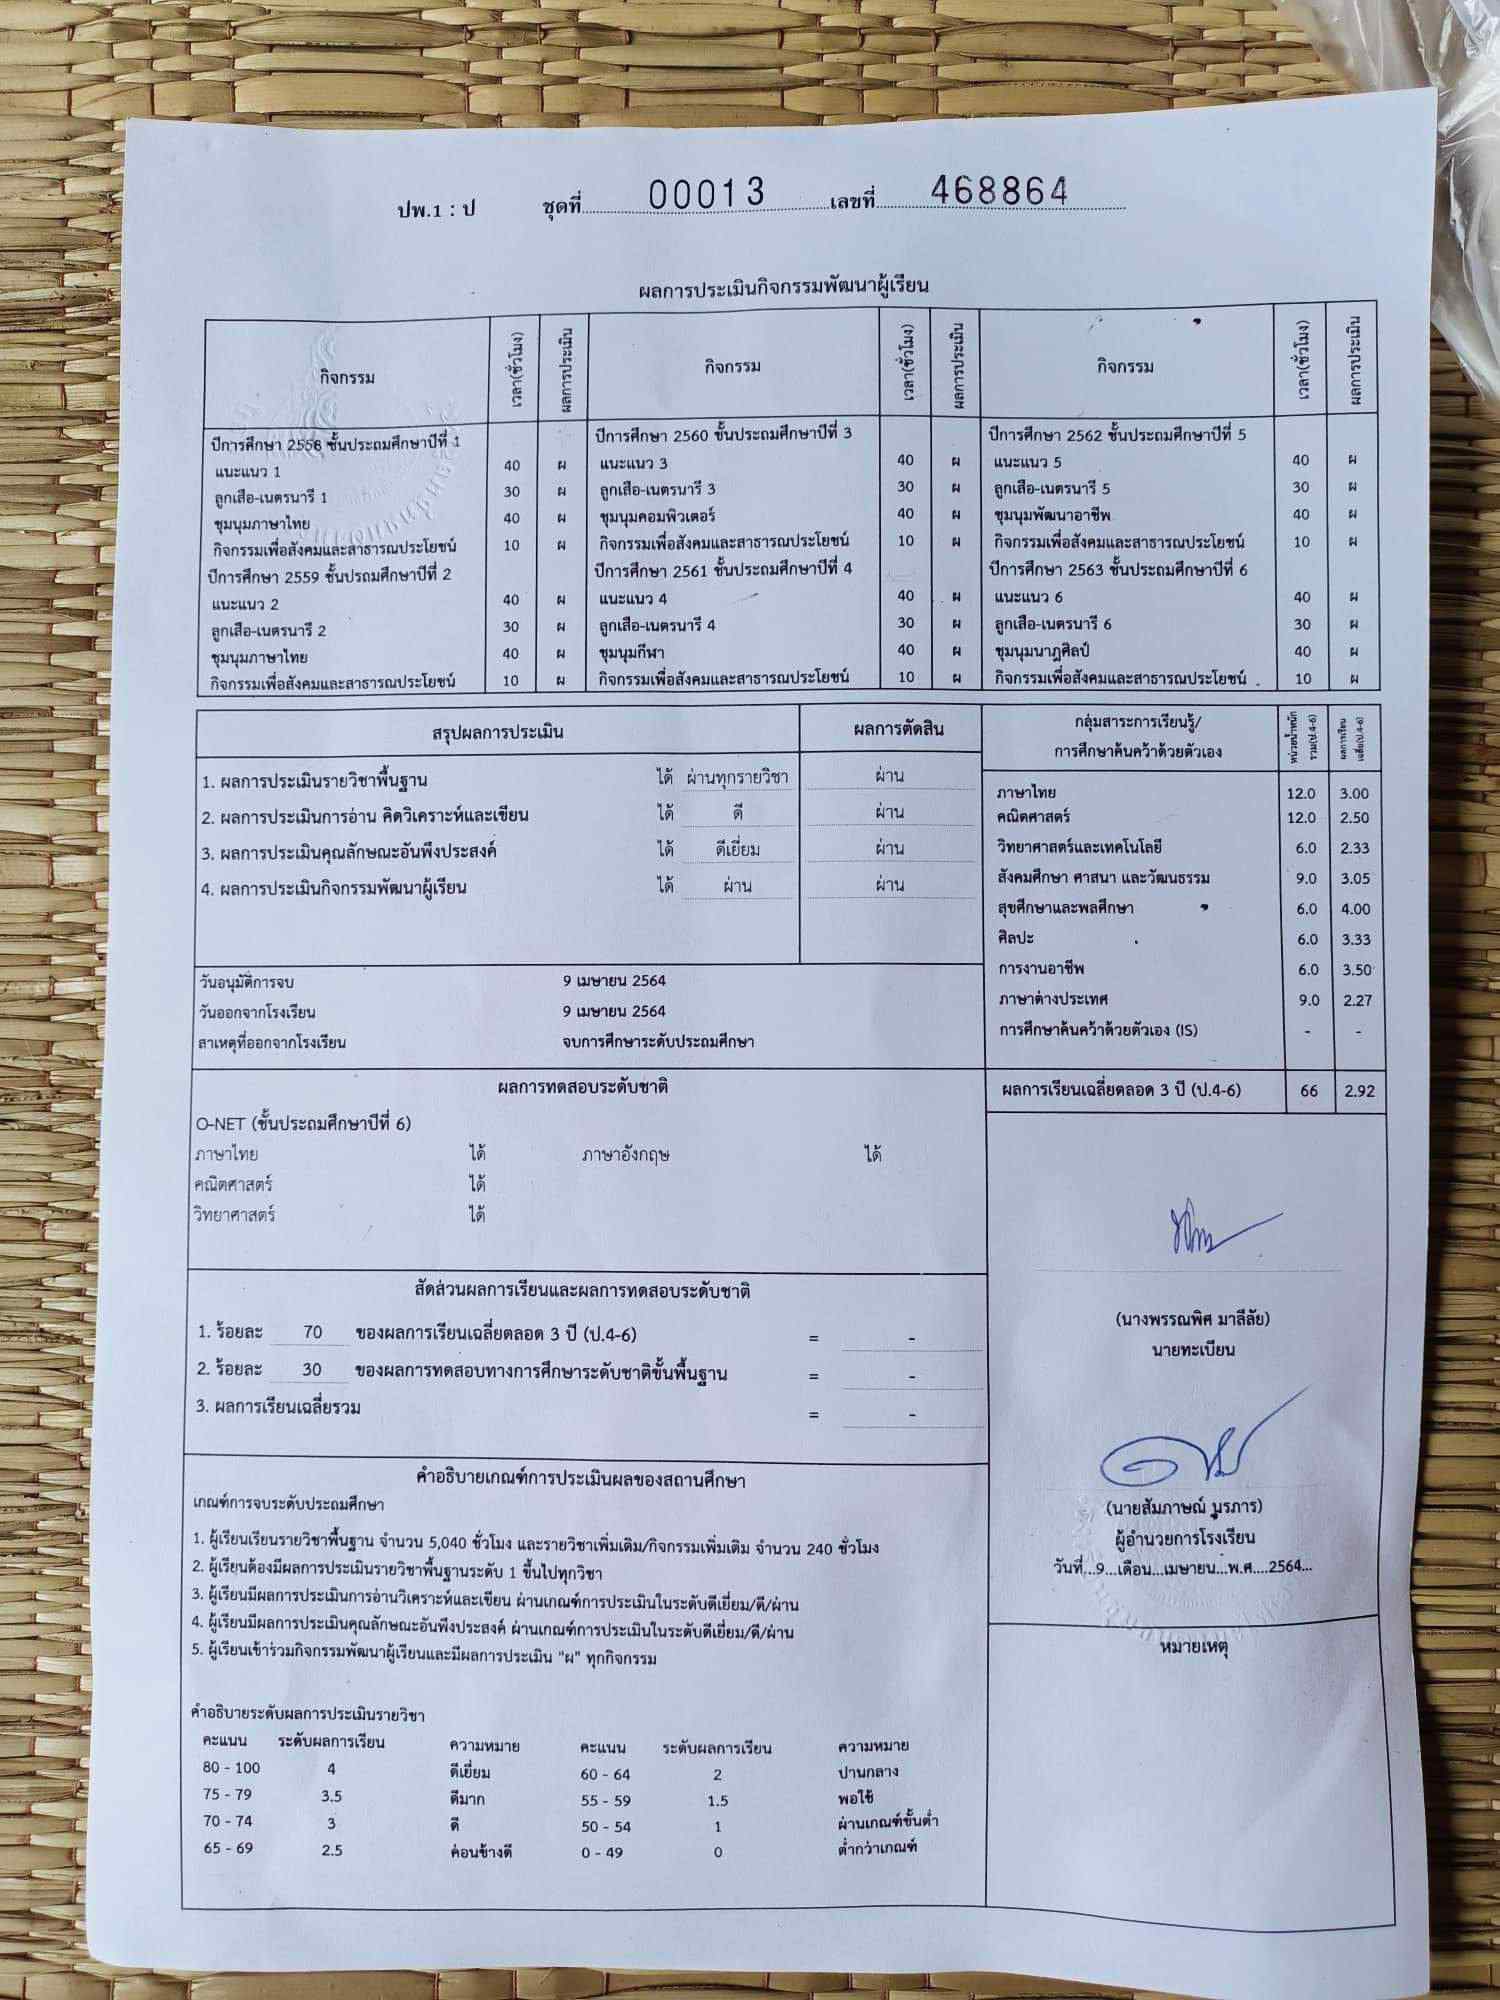 ปพ.1 : ป ชุดที่ 00013 เลขที่ 468864
ผลการประเมินกิจกรรมพัฒนาผู้เรียน
กิจกรรม เวลา(ชั่วโมง) ผลการประเมิน กิจกรรม เวลา(ชั่วโมง) ผลการประเมิน กิจกรรม เวลา(ชั่วโมง) ผลการประเมิน
ปีการศึกษา 2558 ชั้นประถมศึกษาปีที่ 1 ปีการศึกษา 2560 ชั้นประถมศึกษาปีที่ 3 ปีการศึกษา 2562 ชั้นประถมศึกษาปีที่ 5
แนะแนว 1 40 ผ แนะแนว 3 40 ผ แนะแนว 5 40 ผ
ลูกเสือ-เนตรนารี 1 30 ผ ลูกเสือ-เนตรนารี 3 30 ผ ลูกเสือ-เนตรนารี 5 30 ผ
ชุมนุมภาษาไทย 40 ผ ชุมนุมคอมพิวเตอร์ 40 ผ ชุมนุมพัฒนาอาชีพ 40 ผ
กิจกรรมเพื่อสังคมและสาธารณประโยชน์ 10 ผ กิจกรรมเพื่อสังคมและสาธารณประโยชน์ 10 ผ กิจกรรมเพื่อสังคมและสาธารณประโยชน์ 10 ผ
ปีการศึกษา 2559 ชั้นปรถมศึกษาปีที่ 2 ปีการศึกษา 2561 ชั้นประถมศึกษาปีที่ 4 ปีการศึกษา 2563 ชั้นประถมศึกษาปีที่ 6
แนะแนว 2 40 ผ แนะแนว 4 40 ผ แนะแนว 6 40 ผ
ลูกเสือ-เนตรนารี 2 30 ผ ลูกเสือ-เนตรนารี 4 30 ผ ลูกเสือ-เนตรนารี 6 30 ผ
ชุมนุมภาษาไทย 40 ผ ชุมนุมกีฬา 40 ผ ชุมนุมนาฏศิลป์ 40 ผ
กิจกรรมเพื่อสังคมและสาธารณประโยชน์ 10 ผ กิจกรรมเพื่อสังคมและสาธารณประโยชน์ 10 ผ กิจกรรมเพื่อสังคมและสาธารณประโยชน์ 10 ผ
สรุปผลการประเมิน ผลการตัดสิน
1. ผลการประเมินรายวิชาพื้นฐาน ได้ ผ่านทุกรายวิชา ผ่าน
2. ผลการประเมินการอ่าน คิดวิเคราะห์และเขียน ได้ ดี ผ่าน
3. ผลการประเมินคุณลักษณะอันพึงประสงค์ ได้ ดีเยี่ยม ผ่าน
4. ผลการประเมินกิจกรรมพัฒนาผู้เรียน ได้ ผ่าน ผ่าน
วันอนุมัติการจบ 9 เมษายน 2564
วันออกจากโรงเรียน 9 เมษายน 2564
สาเหตุที่ออกจากโรงเรียน จบการศึกษาระดับประถมศึกษา
กลุ่มสาระการเรียนรู้/
การศึกษาค้นคว้าด้วยตัวเอง
หน่วยน้ำหนัก
รวม(ป.4-6)
ผลการเรียน
เฉลี่ย(ป.4-6)
ภาษาไทย 12.0 3.00
คณิตศาสตร์ 12.0 2.50
วิทยาศาสตร์และเทคโนโลยี 6.0 2.33
สังคมศึกษา ศาสนา และวัฒนธรรม 9.0 3.05
สุขศึกษาและพลศึกษา 6.0 4.00
ศิลปะ 6.0 3.33
การงานอาชีพ 6.0 3.50
ภาษาต่างประเทศ 9.0 2.27
การศึกษาค้นคว้าด้วยตัวเอง (IS) - -
ผลการเรียนเฉลี่ยตลอด 3 ปี (ป.4-6) 66 2.92
ผลการทดสอบระดับชาติ
O-NET (ชั้นประถมศึกษาปีที่ 6)
ภาษาไทย ได้ ภาษาอังกฤษ ได้
คณิตศาสตร์ ได้
วิทยาศาสตร์ ได้
สัดส่วนผลการเรียนและผลการทดสอบระดับชาติ
1. ร้อยละ 70 ของผลการเรียนเฉลี่ยตลอด 3 ปี (ป.4-6) = -
2. ร้อยละ 30 ของผลการทดสอบทางการศึกษาระดับชาติขั้นพื้นฐาน = -
3. ผลการเรียนเฉลี่ยรวม = -
(นางพรรณพิศ มาลีลัย)
นายทะเบียน
(นายสัมภาษณ์ บูรภาร)
ผู้อำนวยการโรงเรียน
วันที่...9...เดือน...เมษายน...พ.ศ....2564...
หมายเหตุ
คำอธิบายเกณฑ์การประเมินผลของสถานศึกษา
เกณฑ์การจบระดับประถมศึกษา
1. ผู้เรียนเรียนรายวิชาพื้นฐาน จำนวน 5,040 ชั่วโมง และรายวิชาเพิ่มเติม/กิจกรรมเพิ่มเติม จำนวน 240 ชั่วโมง
2. ผู้เรียนต้องมีผลการประเมินรายวิชาพื้นฐานระดับ 1 ขึ้นไปทุกวิชา
3. ผู้เรียนมีผลการประเมินการอ่านวิเคราะห์และเขียน ผ่านเกณฑ์การประเมินในระดับดีเยี่ยม/ดี/ผ่าน
4. ผู้เรียนมีผลการประเมินคุณลักษณะอันพึงประสงค์ ผ่านเกณฑ์การประเมินในระดับดีเยี่ยม/ดี/ผ่าน
5. ผู้เรียนเข้าร่วมกิจกรรมพัฒนาผู้เรียนและมีผลการประเมิน "ผ" ทุกกิจกรรม
คำอธิบายระดับผลการประเมินรายวิชา
คะแนน ระดับผลการเรียน ความหมาย คะแนน ระดับผลการเรียน ความหมาย
80 - 100 4 ดีเยี่ยม 60 - 64 2 ปานกลาง
75 - 79 3.5 ดีมาก 55 - 59 1.5 พอใช้
70 - 74 3 ดี 50 - 54 1 ผ่านเกณฑ์ขั้นต่ำ
65 - 69 2.5 ค่อนข้างดี 0 - 49 0 ต่ำกว่าเกณฑ์